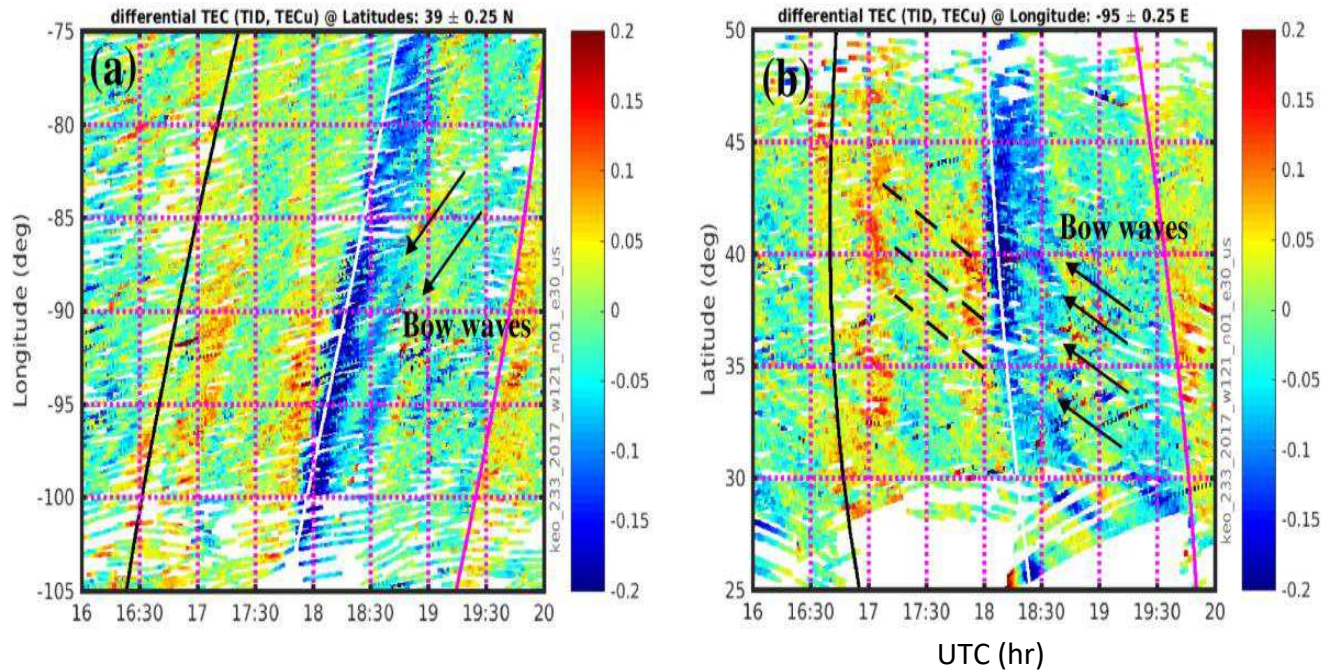 differential TEC (TID, TECu) @ Latitudes: 39 ± 0.25 N
(a)
Longitude (deg)
-75
-80
-85
-90
-95
-100
-105
16 16:30 17 17:30 18 18:30 19 19:30 20
Bow waves
keo_233_2017_w121_n01_e30_us
0.2
0.15
0.1
0.05
0
-0.05
-0.1
-0.15
-0.2
differential TEC (TID, TECu) @ Longitude: -95 ± 0.25 E
(b)
Latitude (deg)
50
45
40
35
30
25
16 16:30 17 17:30 18 18:30 19 19:30 20
Bow waves
keo_233_2017_w121_n01_e30_us
0.2
0.15
0.1
0.05
0
-0.05
-0.1
-0.15
-0.2
UTC (hr)